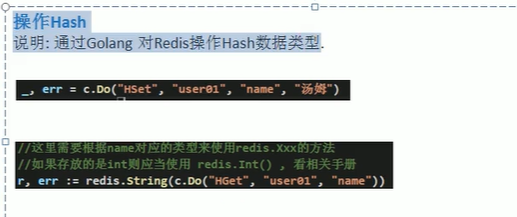 操作Hash
说明: 通过Golang 对Redis操作Hash数据类型.
_, err = c.Do("HSet", "user01", "name", "汤姆")
//这里需要根据name对应的类型来使用redis.Xxx的方法
//如果存放的是int则应当使用 redis.Int() , 看相关手册
r, err := redis.String(c.Do("HGet", "user01", "name"))